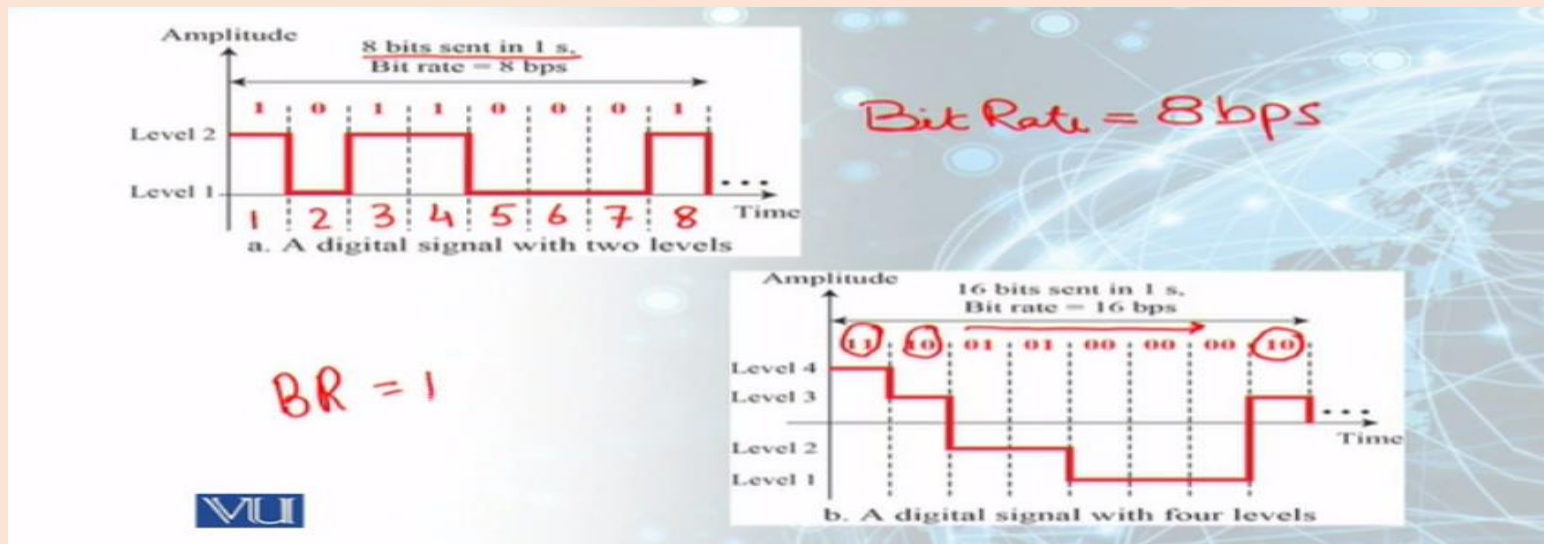 Amplitude
8 bits sent in 1 s,
Bit rate = 8 bps
1 0 1 1 0 0 0 1
Level 2
Level 1
...
Time
1 2 3 4 5 6 7 8
a. A digital signal with two levels
Bit Rate = 8 bps
Amplitude
16 bits sent in 1 s,
Bit rate = 16 bps
11 10 01 01 00 00 00 10
Level 4
Level 3
...
Time
Level 2
Level 1
b. A digital signal with four levels
BR = 1
VU